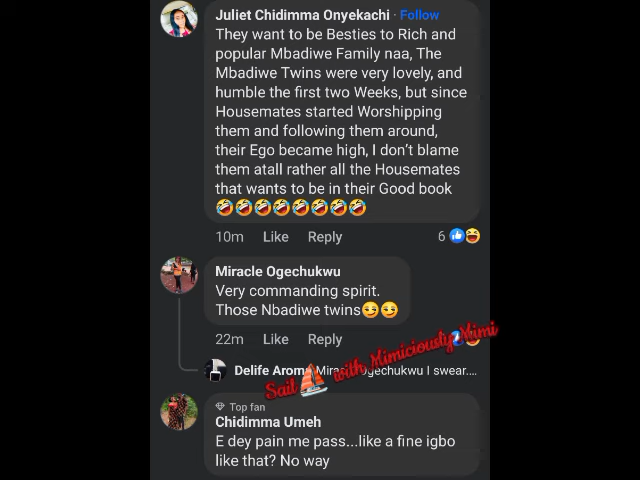 Juliet Chidimma Onyekachi · Follow
They want to be Besties to Rich and
popular Mbadiwe Family naa, The
Mbadiwe Twins were very lovely, and
humble the first two Weeks, but since
Housemates started Worshipping
them and following them around,
their Ego became high, I don't blame
them atall rather all the Housemates
that wants to be in their Good book
10m Like Reply 6
Miracle Ogechukwu
Very commanding spirit.
Those Nbadiwe twins
22m Like Reply
Sail with Mimiciously Mimi
Delife Arome Ogechukwu I swear....
Top fan
Chidimma Umeh
E dey pain me pass...like a fine igbo
like that? No way